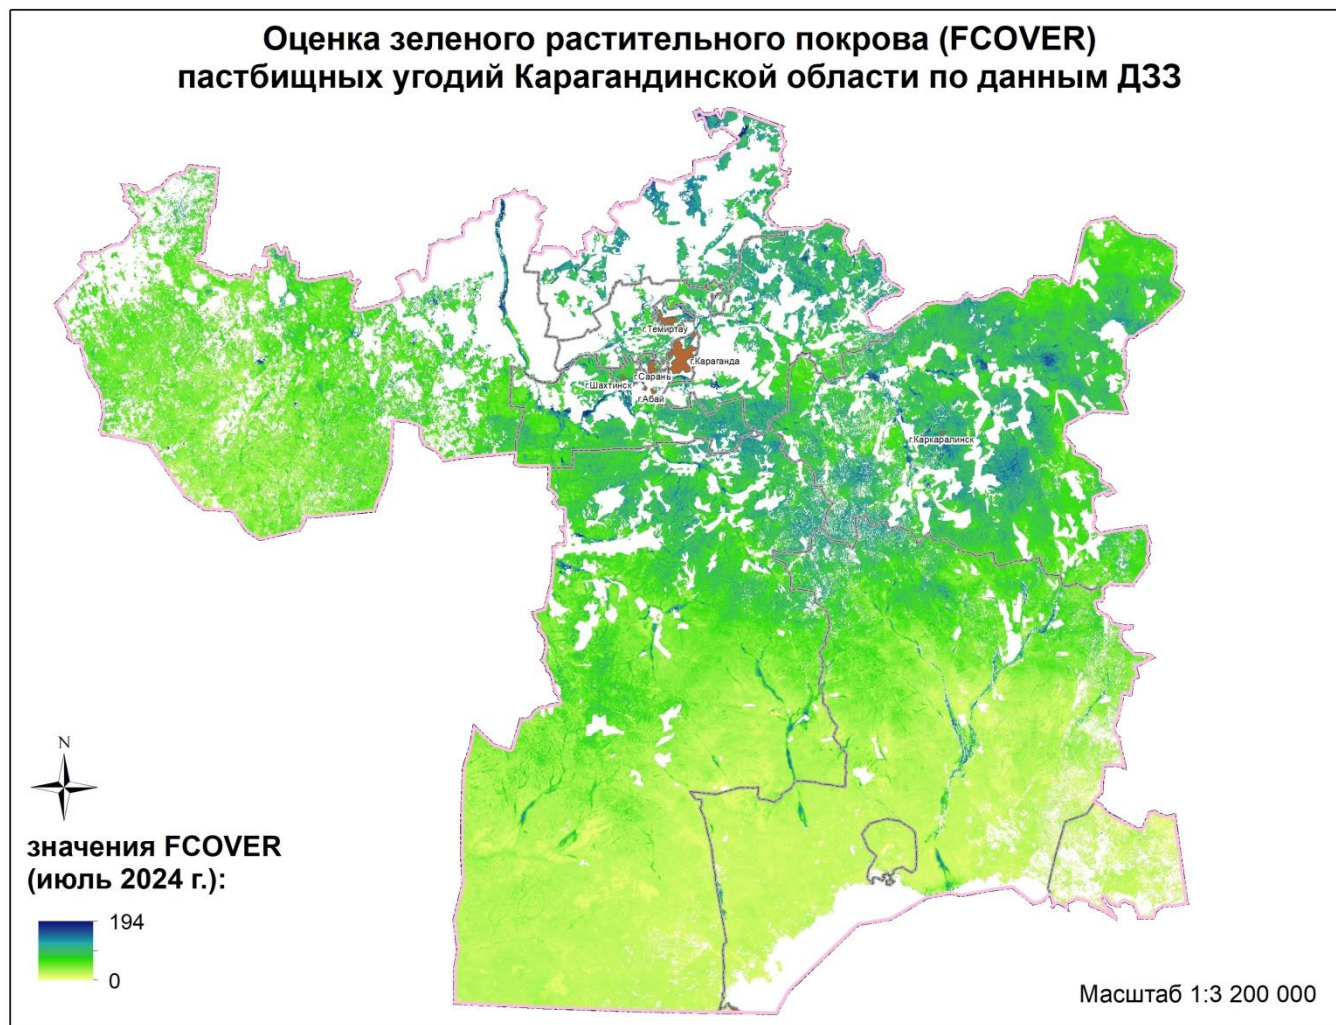 Оценка зеленого растительного покрова (FCOVER)
пастбищных угодий Карагандинской области по данным ДЗЗ
г.Темиртау
г.Караганда
г.Сарань
г.Шахтинск
г.Абай
г.Каркаралинск
N
значения FCOVER
(июль 2024 г.):
194
0
Масштаб 1:3 200 000